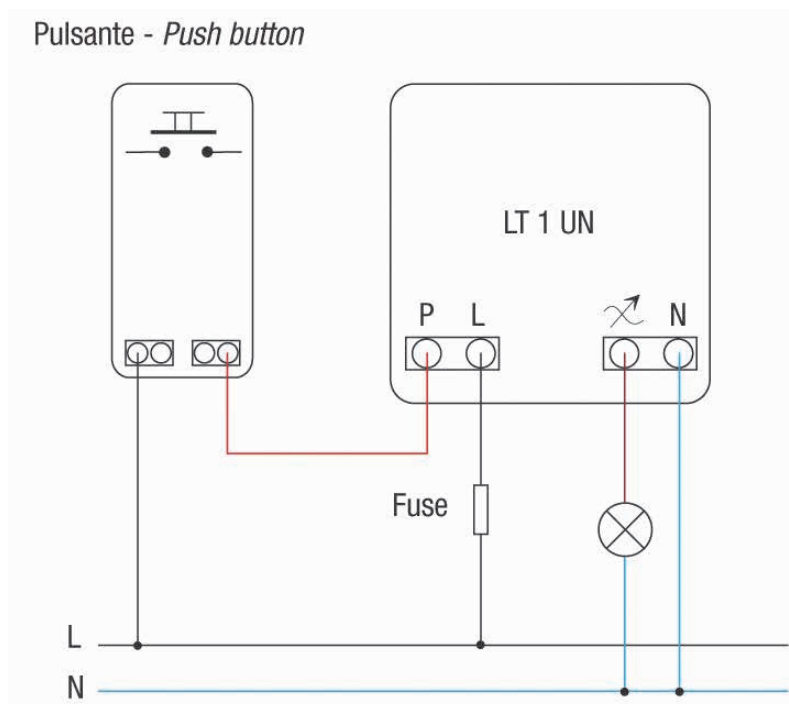 Pulsante - Push button
LT 1 UN
P L N
Fuse
L
N